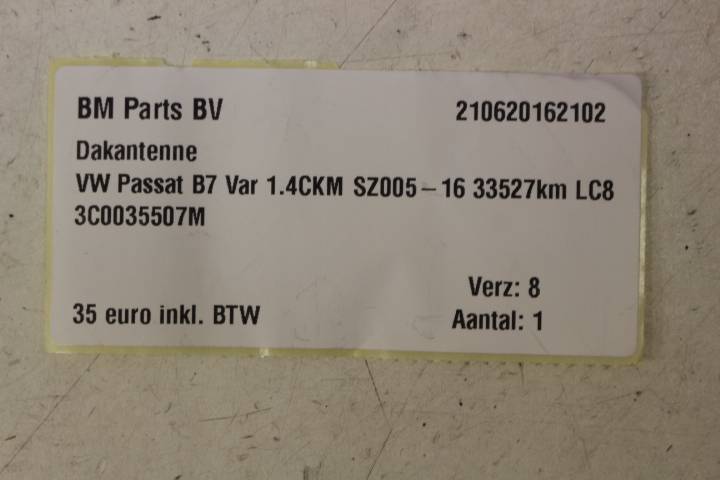 BM Parts BV 210620162102
Dakantenne
VW Passat B7 Var 1.4CKM SZ005-16 33527km LC8
3C0035507M
Verz: 8
35 euro inkl. BTW Aantal: 1